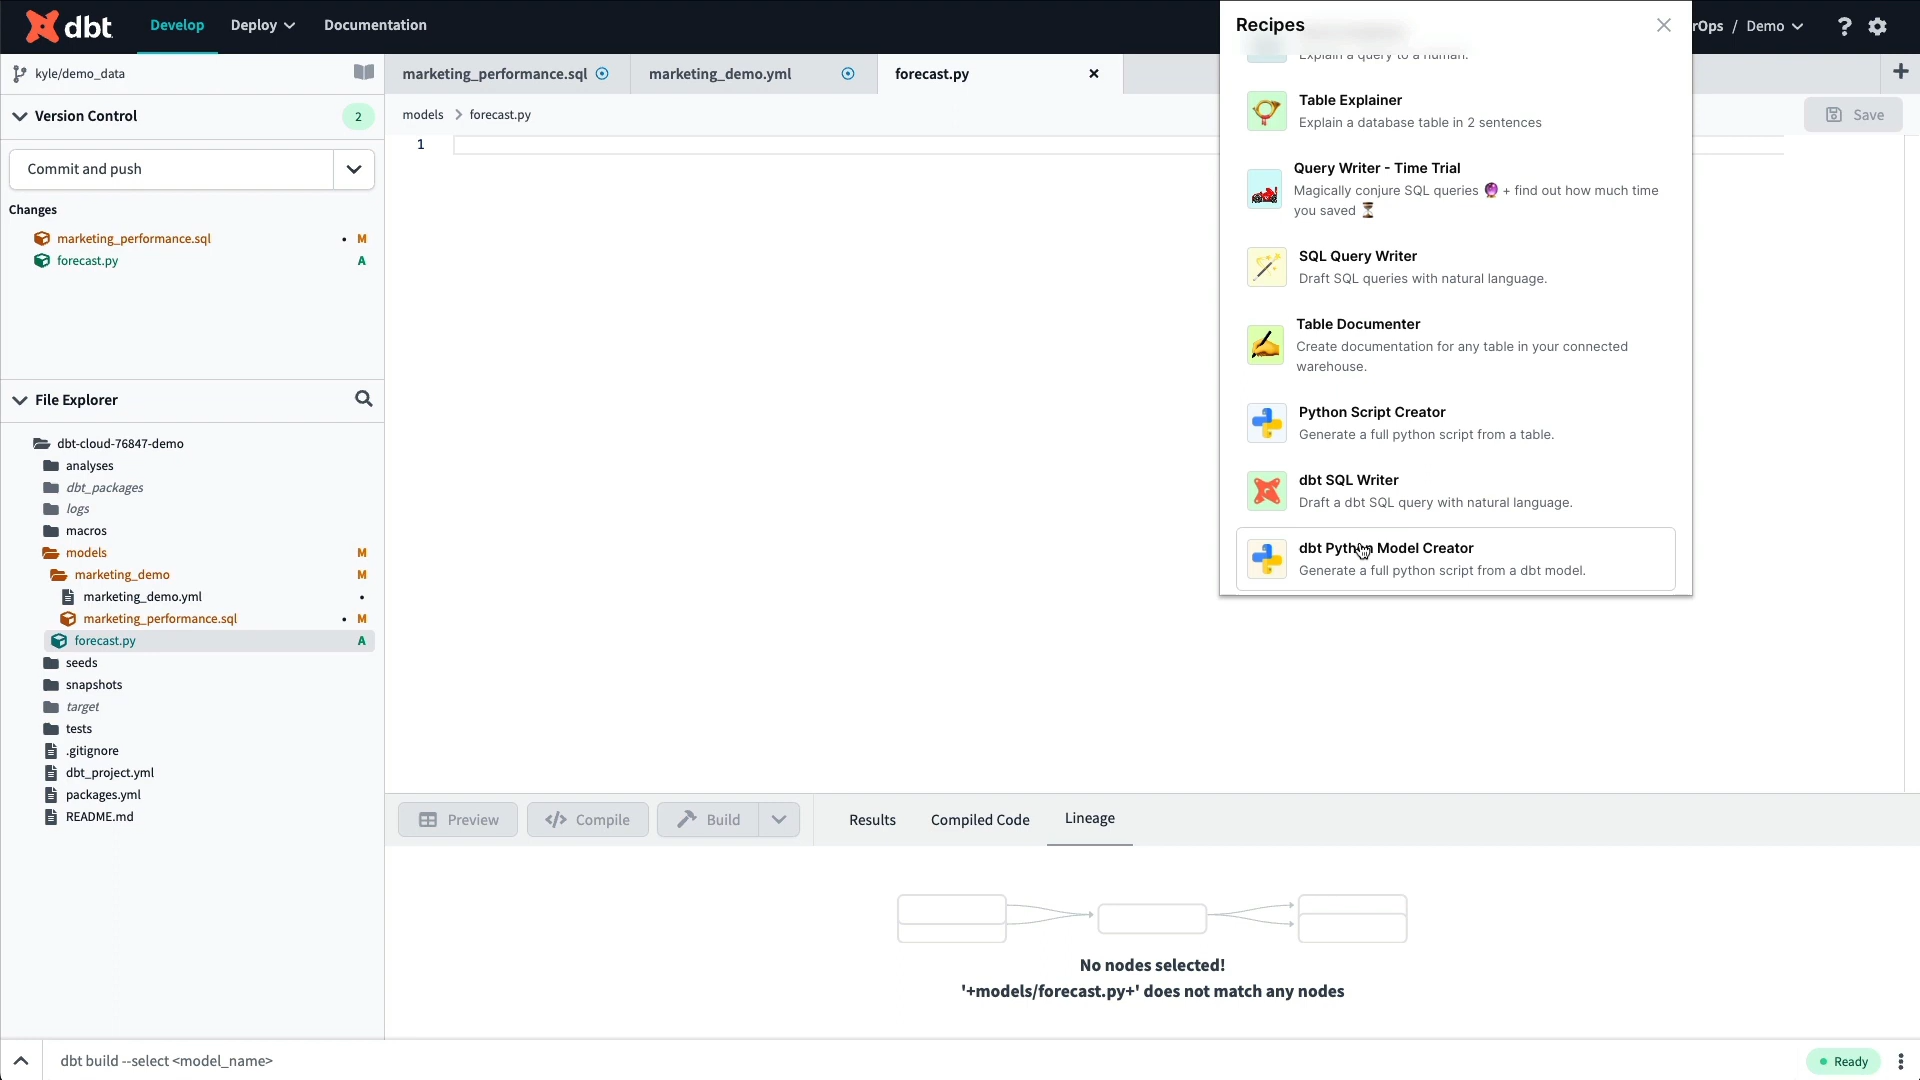 dbt
Develop
Deploy
Documentation
rOps / Demo
?
kyle/demo_data
Version Control
2
Commit and push
Changes
marketing_performance.sql
• M
forecast.py
A
File Explorer
dbt-cloud-76847-demo
analyses
dbt_packages
logs
macros
models
M
marketing_demo
M
marketing_demo.yml
•
marketing_performance.sql
• M
forecast.py
A
seeds
snapshots
target
tests
.gitignore
dbt_project.yml
packages.yml
README.md
marketing_performance.sql
marketing_demo.yml
forecast.py
models > forecast.py
Save
1
Recipes
Explain a query to a human.
Table Explainer
Explain a database table in 2 sentences
Query Writer - Time Trial
Magically conjure SQL queries 🔮 + find out how much time
you saved ⏳
SQL Query Writer
Draft SQL queries with natural language.
Table Documenter
Create documentation for any table in your connected
warehouse.
Python Script Creator
Generate a full python script from a table.
dbt SQL Writer
Draft a dbt SQL query with natural language.
dbt Python Model Creator
Generate a full python script from a dbt model.
Preview
</> Compile
Build
Results
Compiled Code
Lineage
No nodes selected!
'+models/forecast.py+' does not match any nodes
dbt build --select <model_name>
Ready